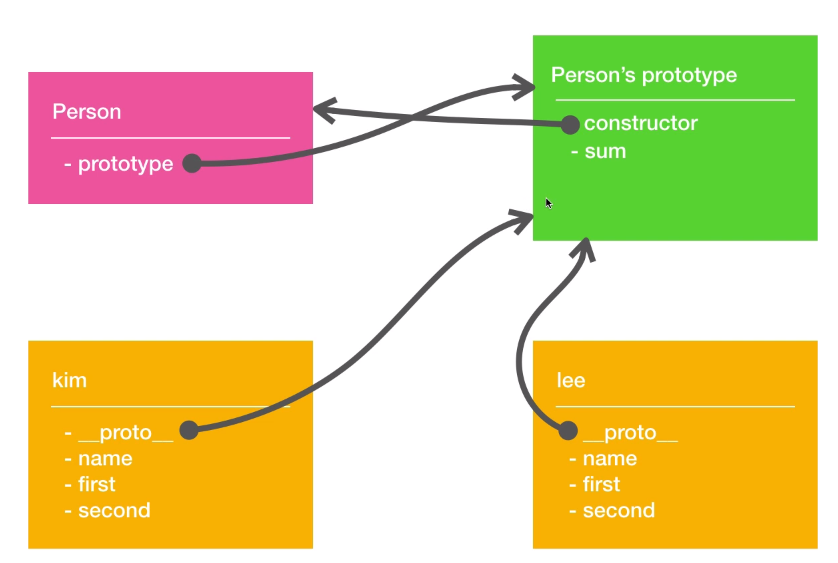 Person
- prototype
Person's prototype
constructor
- sum
kim
- __proto__
- name
- first
- second
lee
__proto__
- name
- first
- second